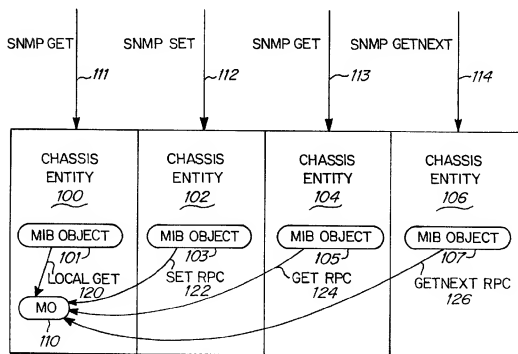 SNMP GET
SNMP SET
SNMP GET
SNMP GETNEXT
111
112
113
114
CHASSIS
ENTITY
100
CHASSIS
ENTITY
102
CHASSIS
ENTITY
104
CHASSIS
ENTITY
106
MIB OBJECT
MIB OBJECT
MIB OBJECT
MIB OBJECT
101
103
105
107
LOCAL GET
120
SET RPC
122
GET RPC
124
GETNEXT RPC
126
MO
110